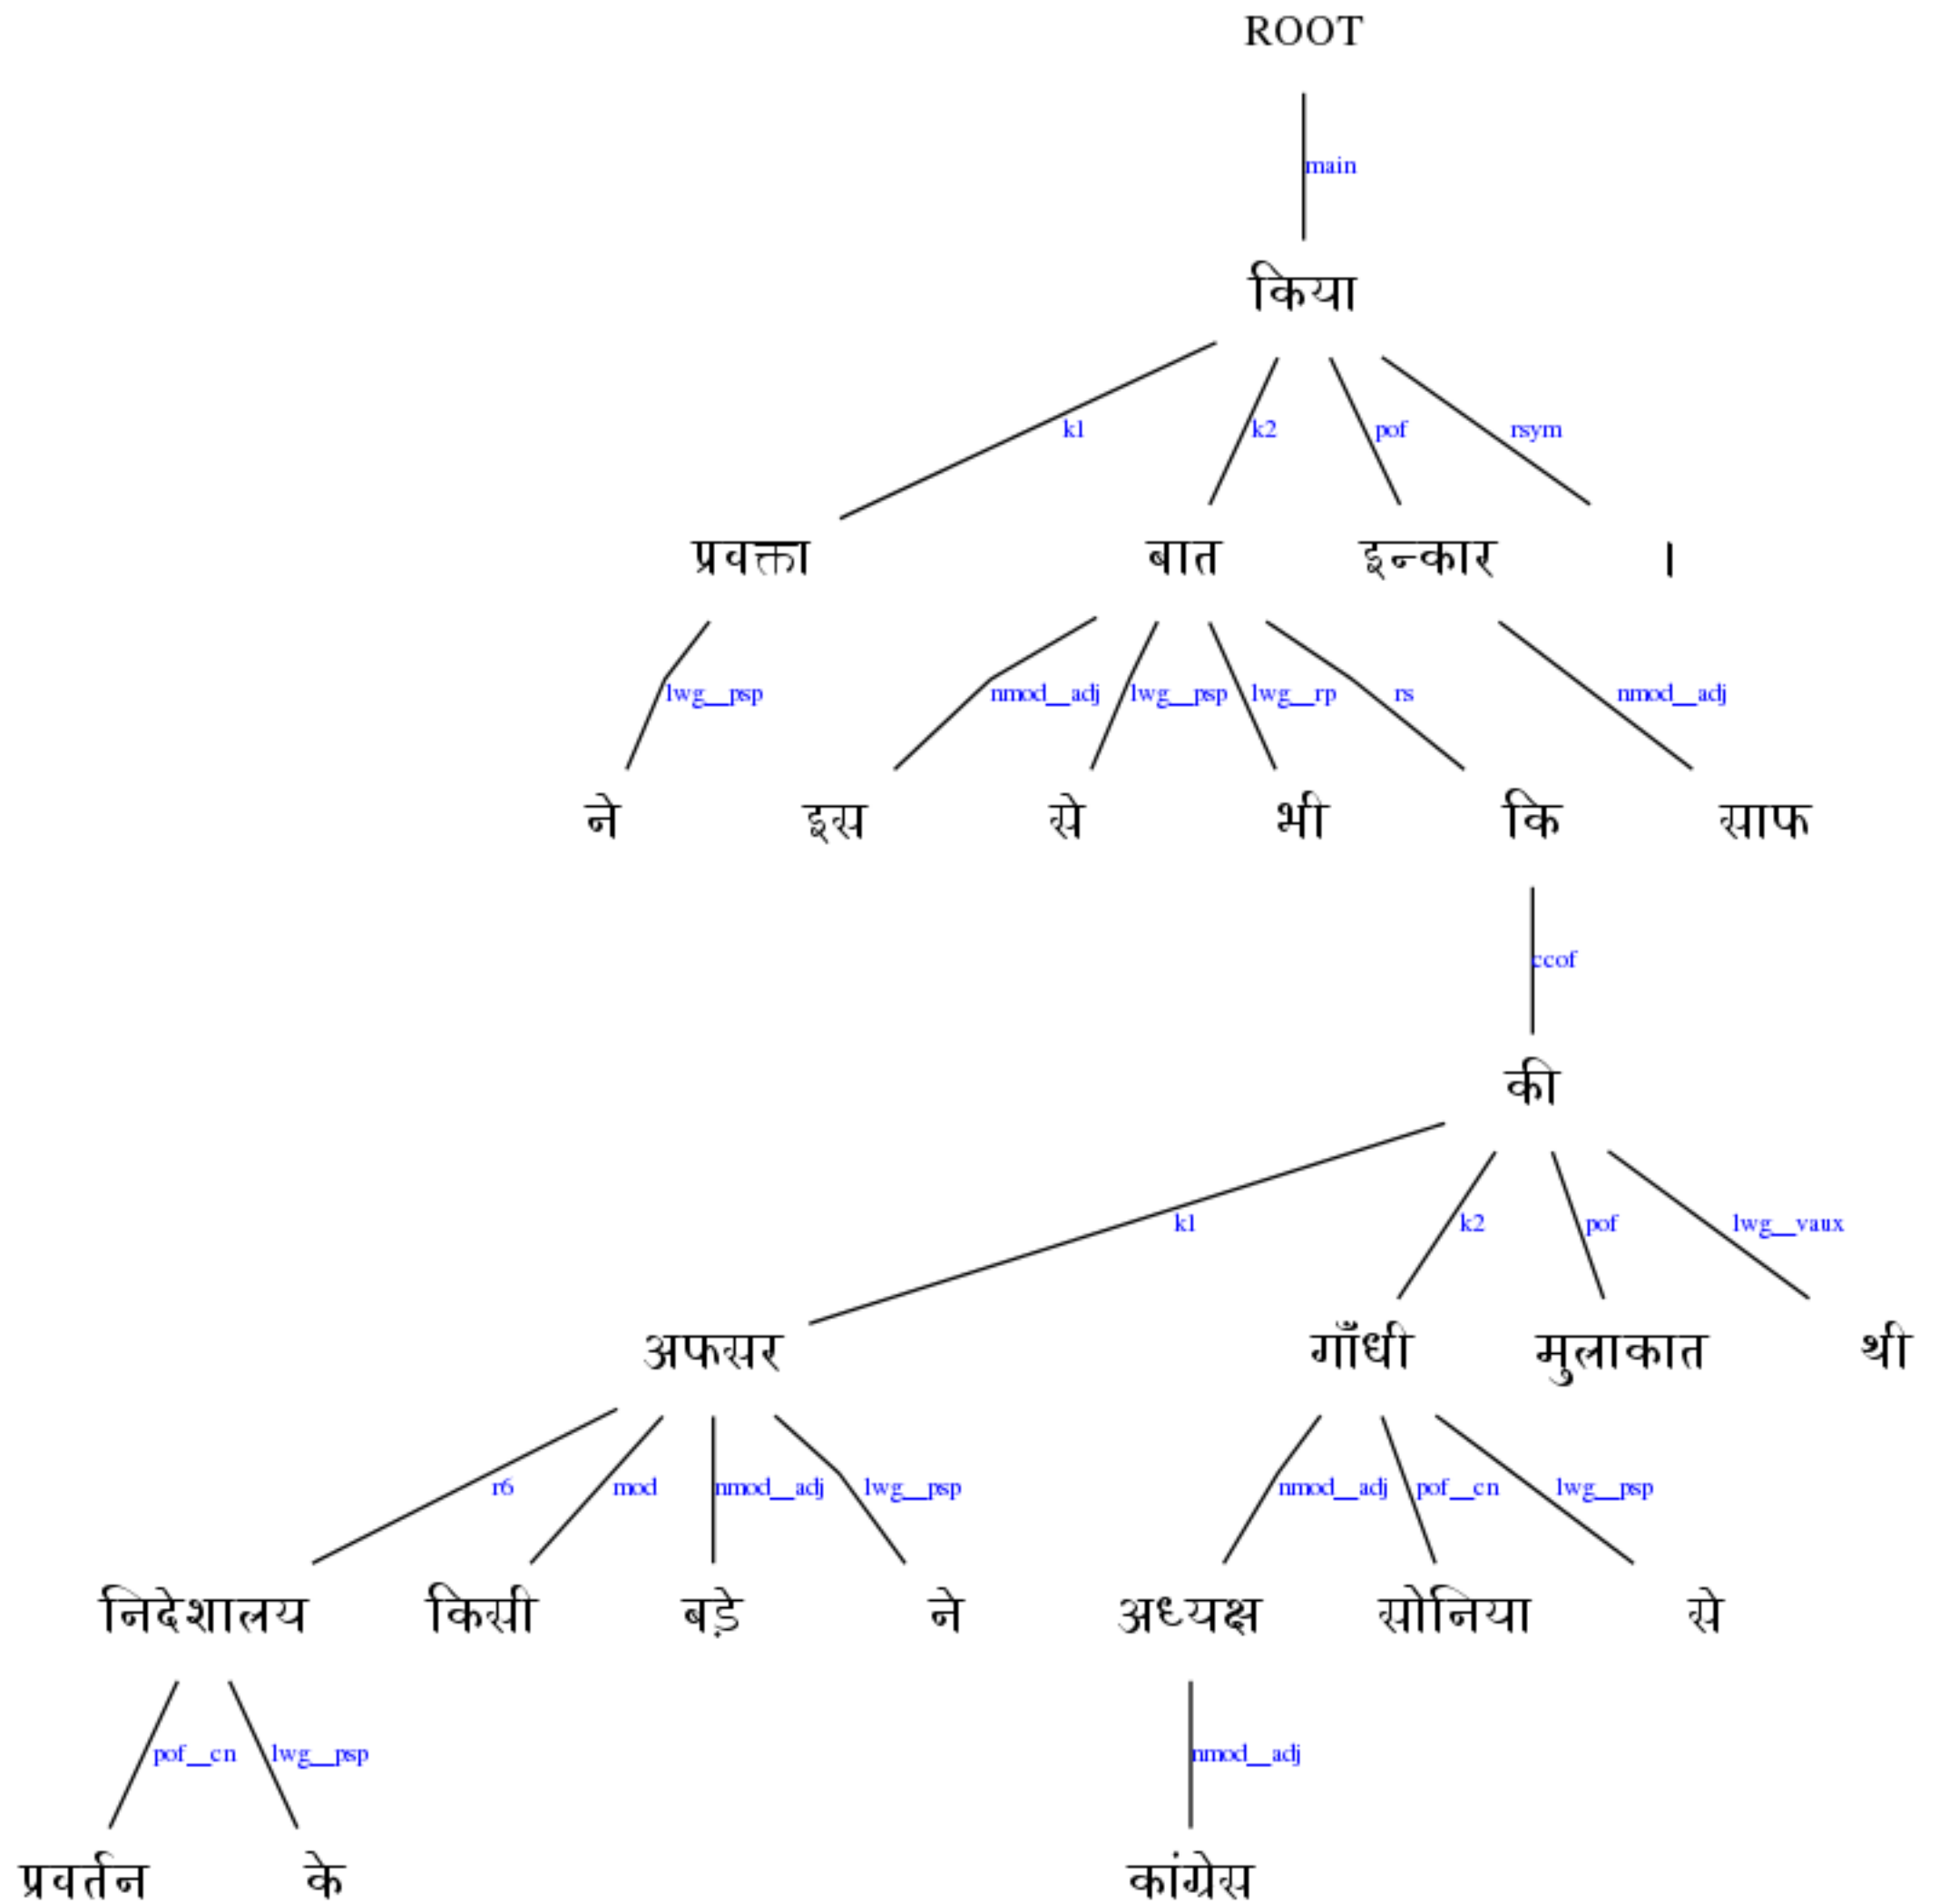 ROOT
main
किया
k1 k2 pof rsym
प्रवक्ता बात इन्कार ।
lwg__psp nmod__adj lwg__psp lwg__rp rs nmod__adj
ने इस से भी कि साफ
ccof
की
k1 k2 pof lwg__vaux
अफसर गाँधी मुलाकात थी
r6 mod nmod__adj lwg__psp nmod__adj pof__cn lwg__psp
निदेशालय किसी बड़े ने अध्यक्ष सोनिया से
pof__cn lwg__psp nmod__adj
प्रवर्तन के कांग्रेस